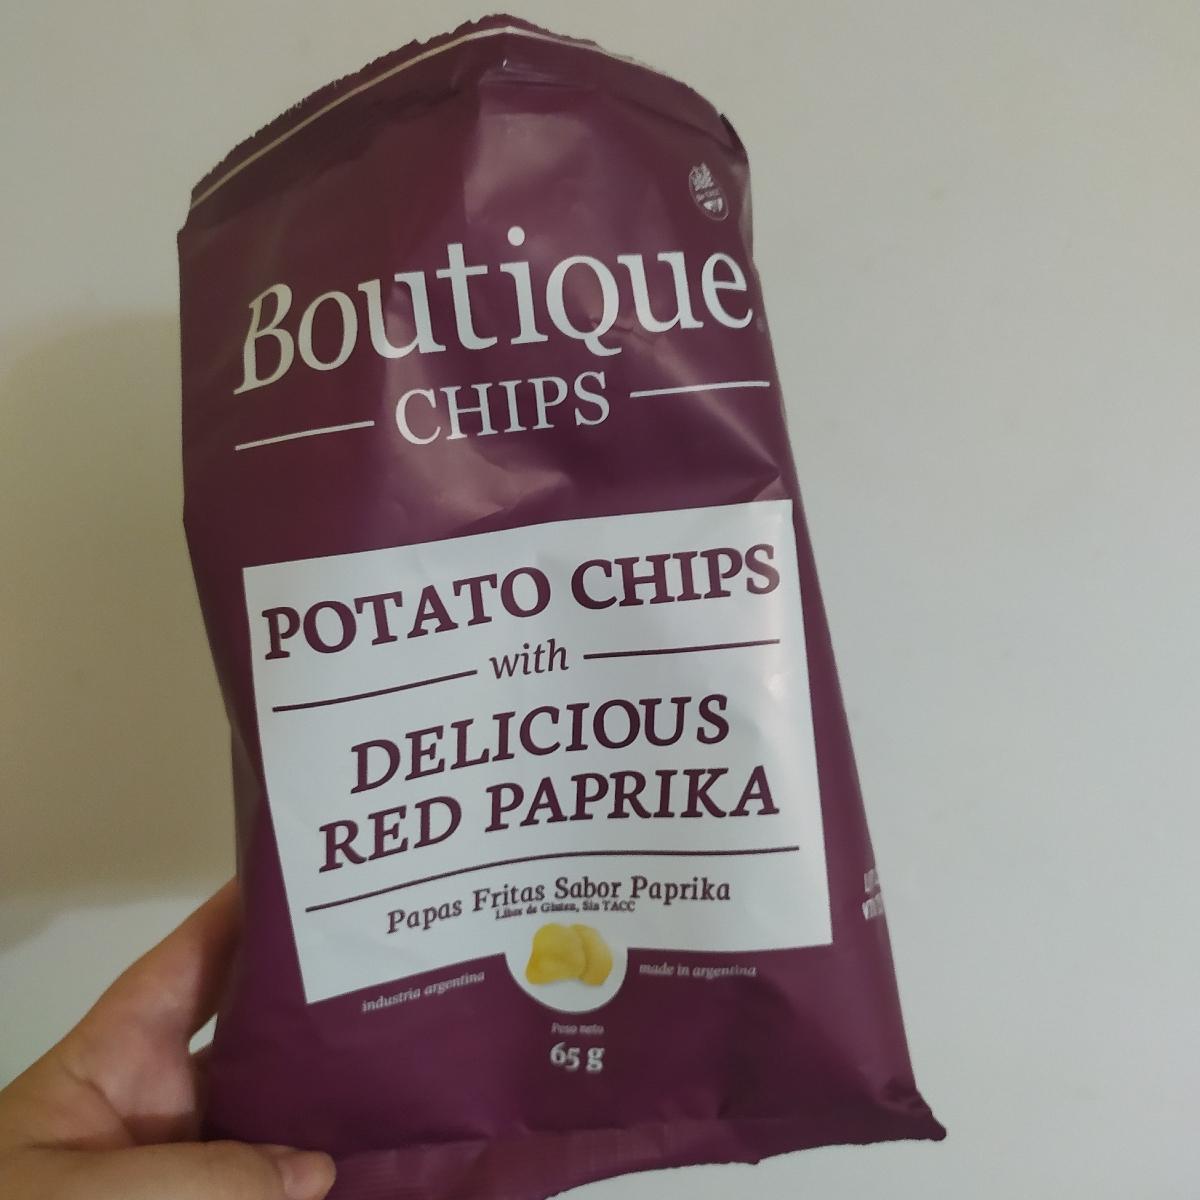 Boutique
CHIPS
POTATO CHIPS
with
DELICIOUS
RED PAPRIKA
Papas Fritas Sabor Paprika
Libre de Gluten, Sin TACC
industria argentina
made in argentina
Peso neto
65 g